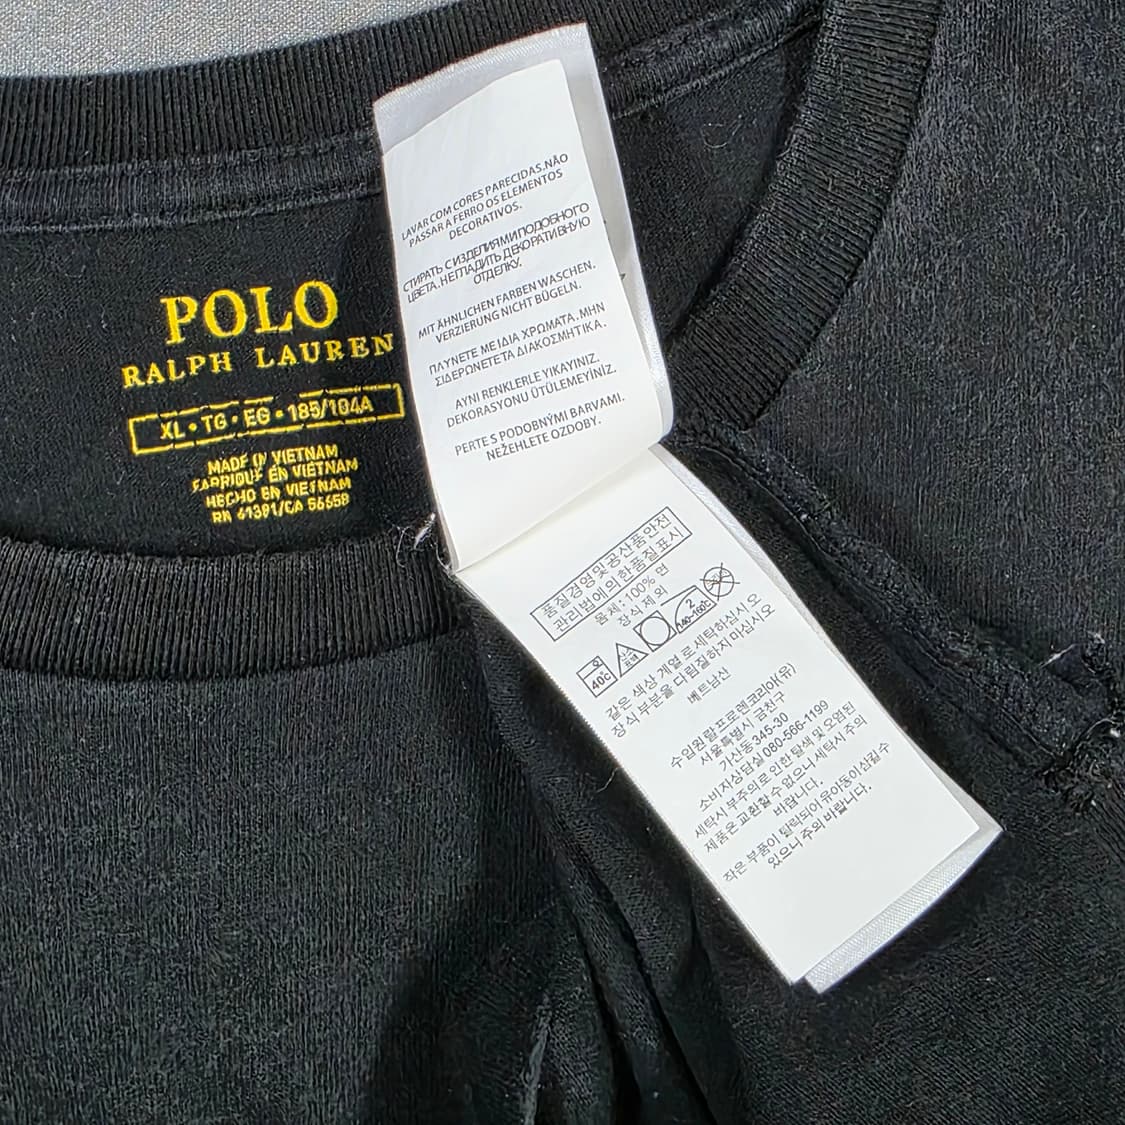 POLO
RALPH LAUREN
XL • TG • EG • 185/104A
MADE IN VIETNAM
FABRIQUÉ EN VIETNAM
HECHO EN VIETNAM
RN 41381/CA 56658
LAVAR COM CORES PARECIDAS.NÃO
PASSAR A FERRO OS ELEMENTOS
DECORATIVOS.
СТИРАТЬ С ИЗДЕЛИЯМИ ПОДОБНОГО
ЦВЕТА. НЕ ГЛАДИТЬ ДЕКОРАТИВНУЮ
ОТДЕЛКУ.
MIT ÄHNLICHEN FARBEN WASCHEN.
VERZIERUNG NICHT BÜGELN.
ΠΛΥΝΕΤΕ ΜΕ ΙΔΙΑ ΧΡΩΜΑΤΑ. ΜΗΝ
ΣΙΔΕΡΩΝΕΤΕ ΤΑ ΔΙΑΚΟΣΜΗΤΙΚΑ.
AYNI RENKLERLE YIKAYINIZ.
DEKORASYONU ÜTÜLEMEYİNİZ.
PERTE S PODOBNÝMI BARVAMI.
NEŽEHLETE OZDOBY.
품질경영및공산품안전
관리법에의한품질표시
몸체: 100% 면
장식 제외
40℃ 2 140~160℃
같은 색상 계열로 세탁하십시오
장식 부분을 다림질하지 마십시오
베트남산
수입원 랄프로렌코리아(유)
서울특별시 금천구
가산동 345-30
소비자상담실 080-566-1199
세탁시 부주의로 인한 탈색 및 오염된
제품은 교환할 수 없으니 세탁시 주의
바랍니다.
작은 부품이 탈락되어 유아동이 삼킬 수
있으니 주의 바랍니다.